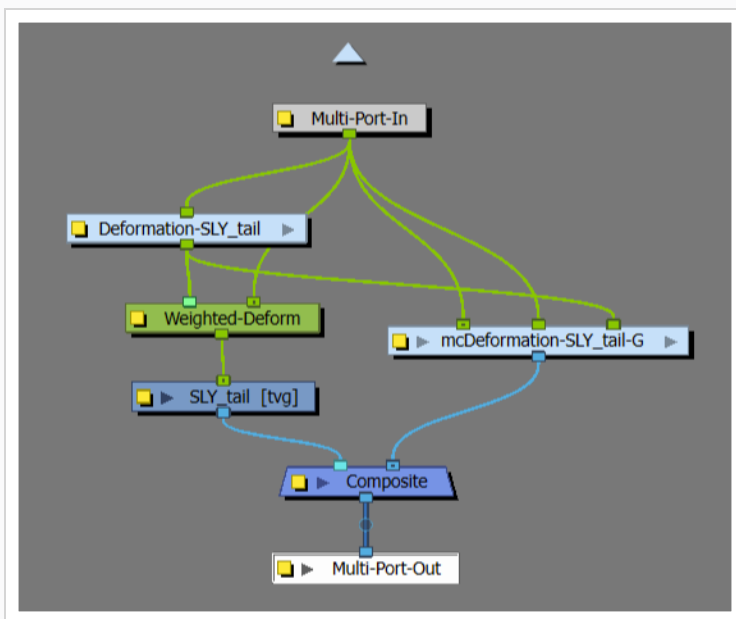 Multi-Port-In
Deformation-SLY_tail
Weighted-Deform
mcDeformation-SLY_tail-G
SLY_tail [tvg]
Composite
Multi-Port-Out